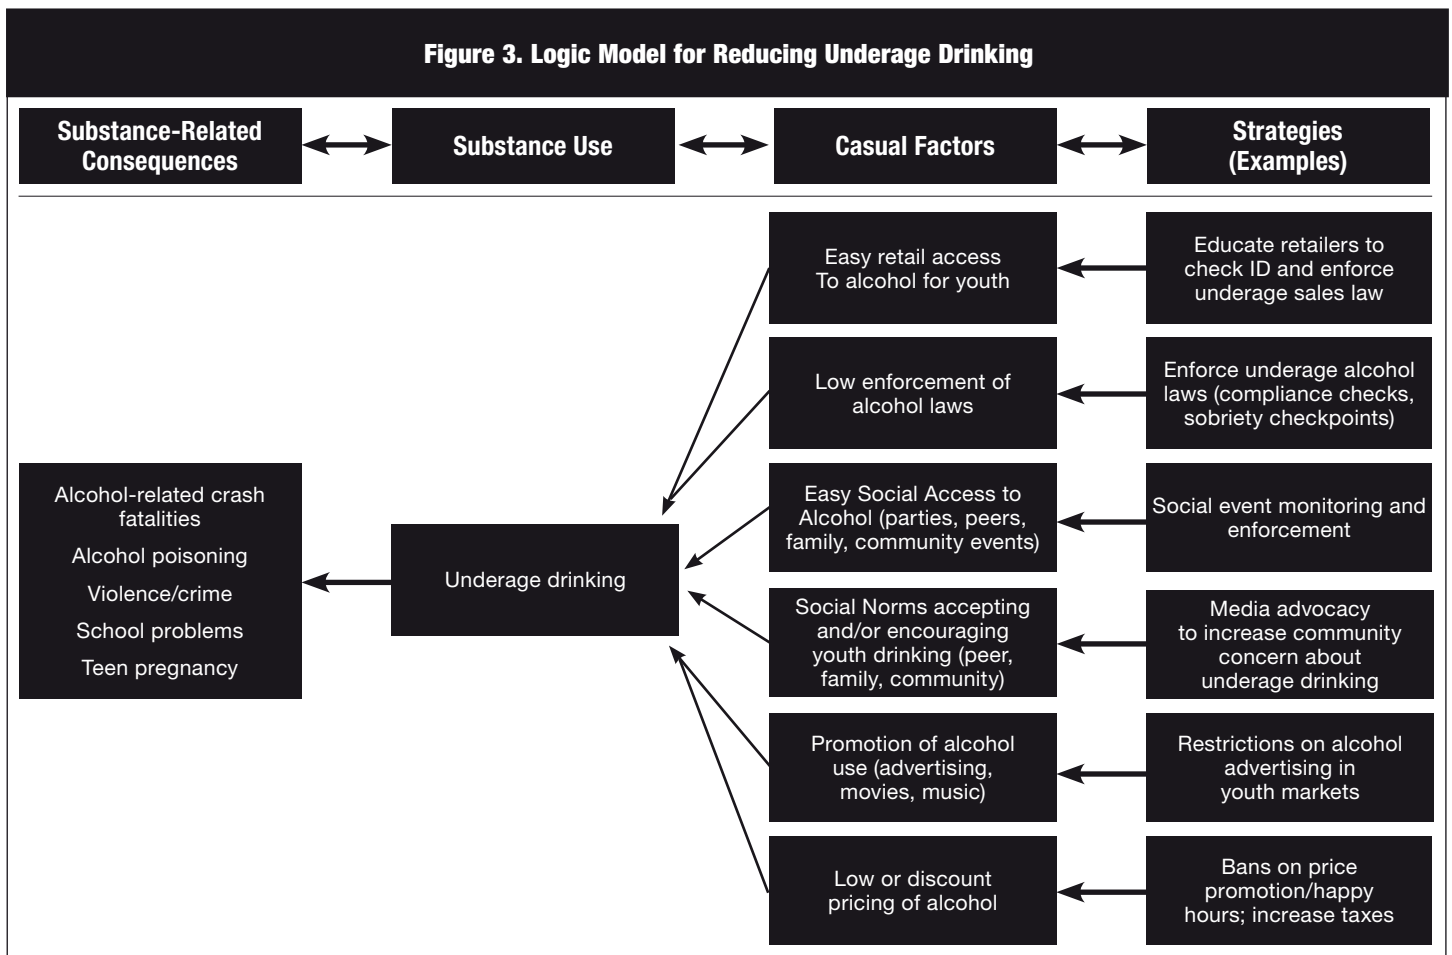 Figure 3. Logic Model for Reducing Underage Drinking
Substance-Related
Consequences
Substance Use
Casual Factors
Strategies
(Examples)
Easy retail access
To alcohol for youth
Educate retailers to
check ID and enforce
underage sales law
Low enforcement of
alcohol laws
Enforce underage alcohol
laws (compliance checks,
sobriety checkpoints)
Alcohol-related crash
fatalities
Alcohol poisoning
Violence/crime
School problems
Teen pregnancy
Underage drinking
Easy Social Access to
Alcohol (parties, peers,
family, community events)
Social event monitoring and
enforcement
Social Norms accepting
and/or encouraging
youth drinking (peer,
family, community)
Media advocacy
to increase community
concern about
underage drinking
Promotion of alcohol
use (advertising,
movies, music)
Restrictions on alcohol
advertising in
youth markets
Low or discount
pricing of alcohol
Bans on price
promotion/happy
hours; increase taxes